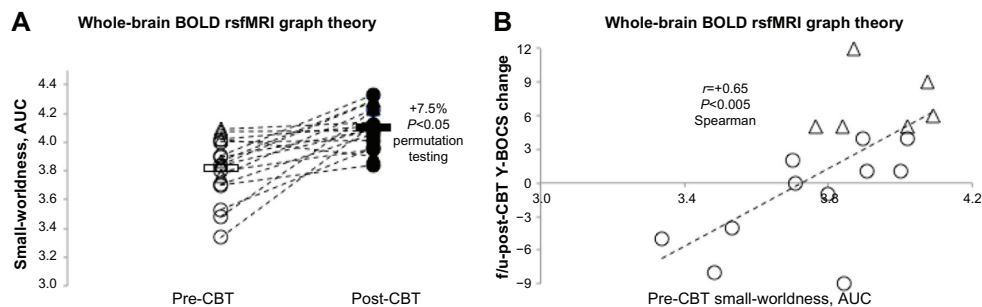 A
Whole-brain BOLD rsfMRI graph theory
Small-worldness, AUC
4.4
4.2
4.0
3.8
3.6
3.4
3.2
3.0
+7.5%
P<0.05
permutation
testing
Pre-CBT
Post-CBT
B
Whole-brain BOLD rsfMRI graph theory
f/u-post-CBT Y-BOCS change
12
9
6
3
0
−3
−6
−9
r=+0.65
P<0.005
Spearman
3.0
3.4
3.8
4.2
Pre-CBT small-worldness, AUC